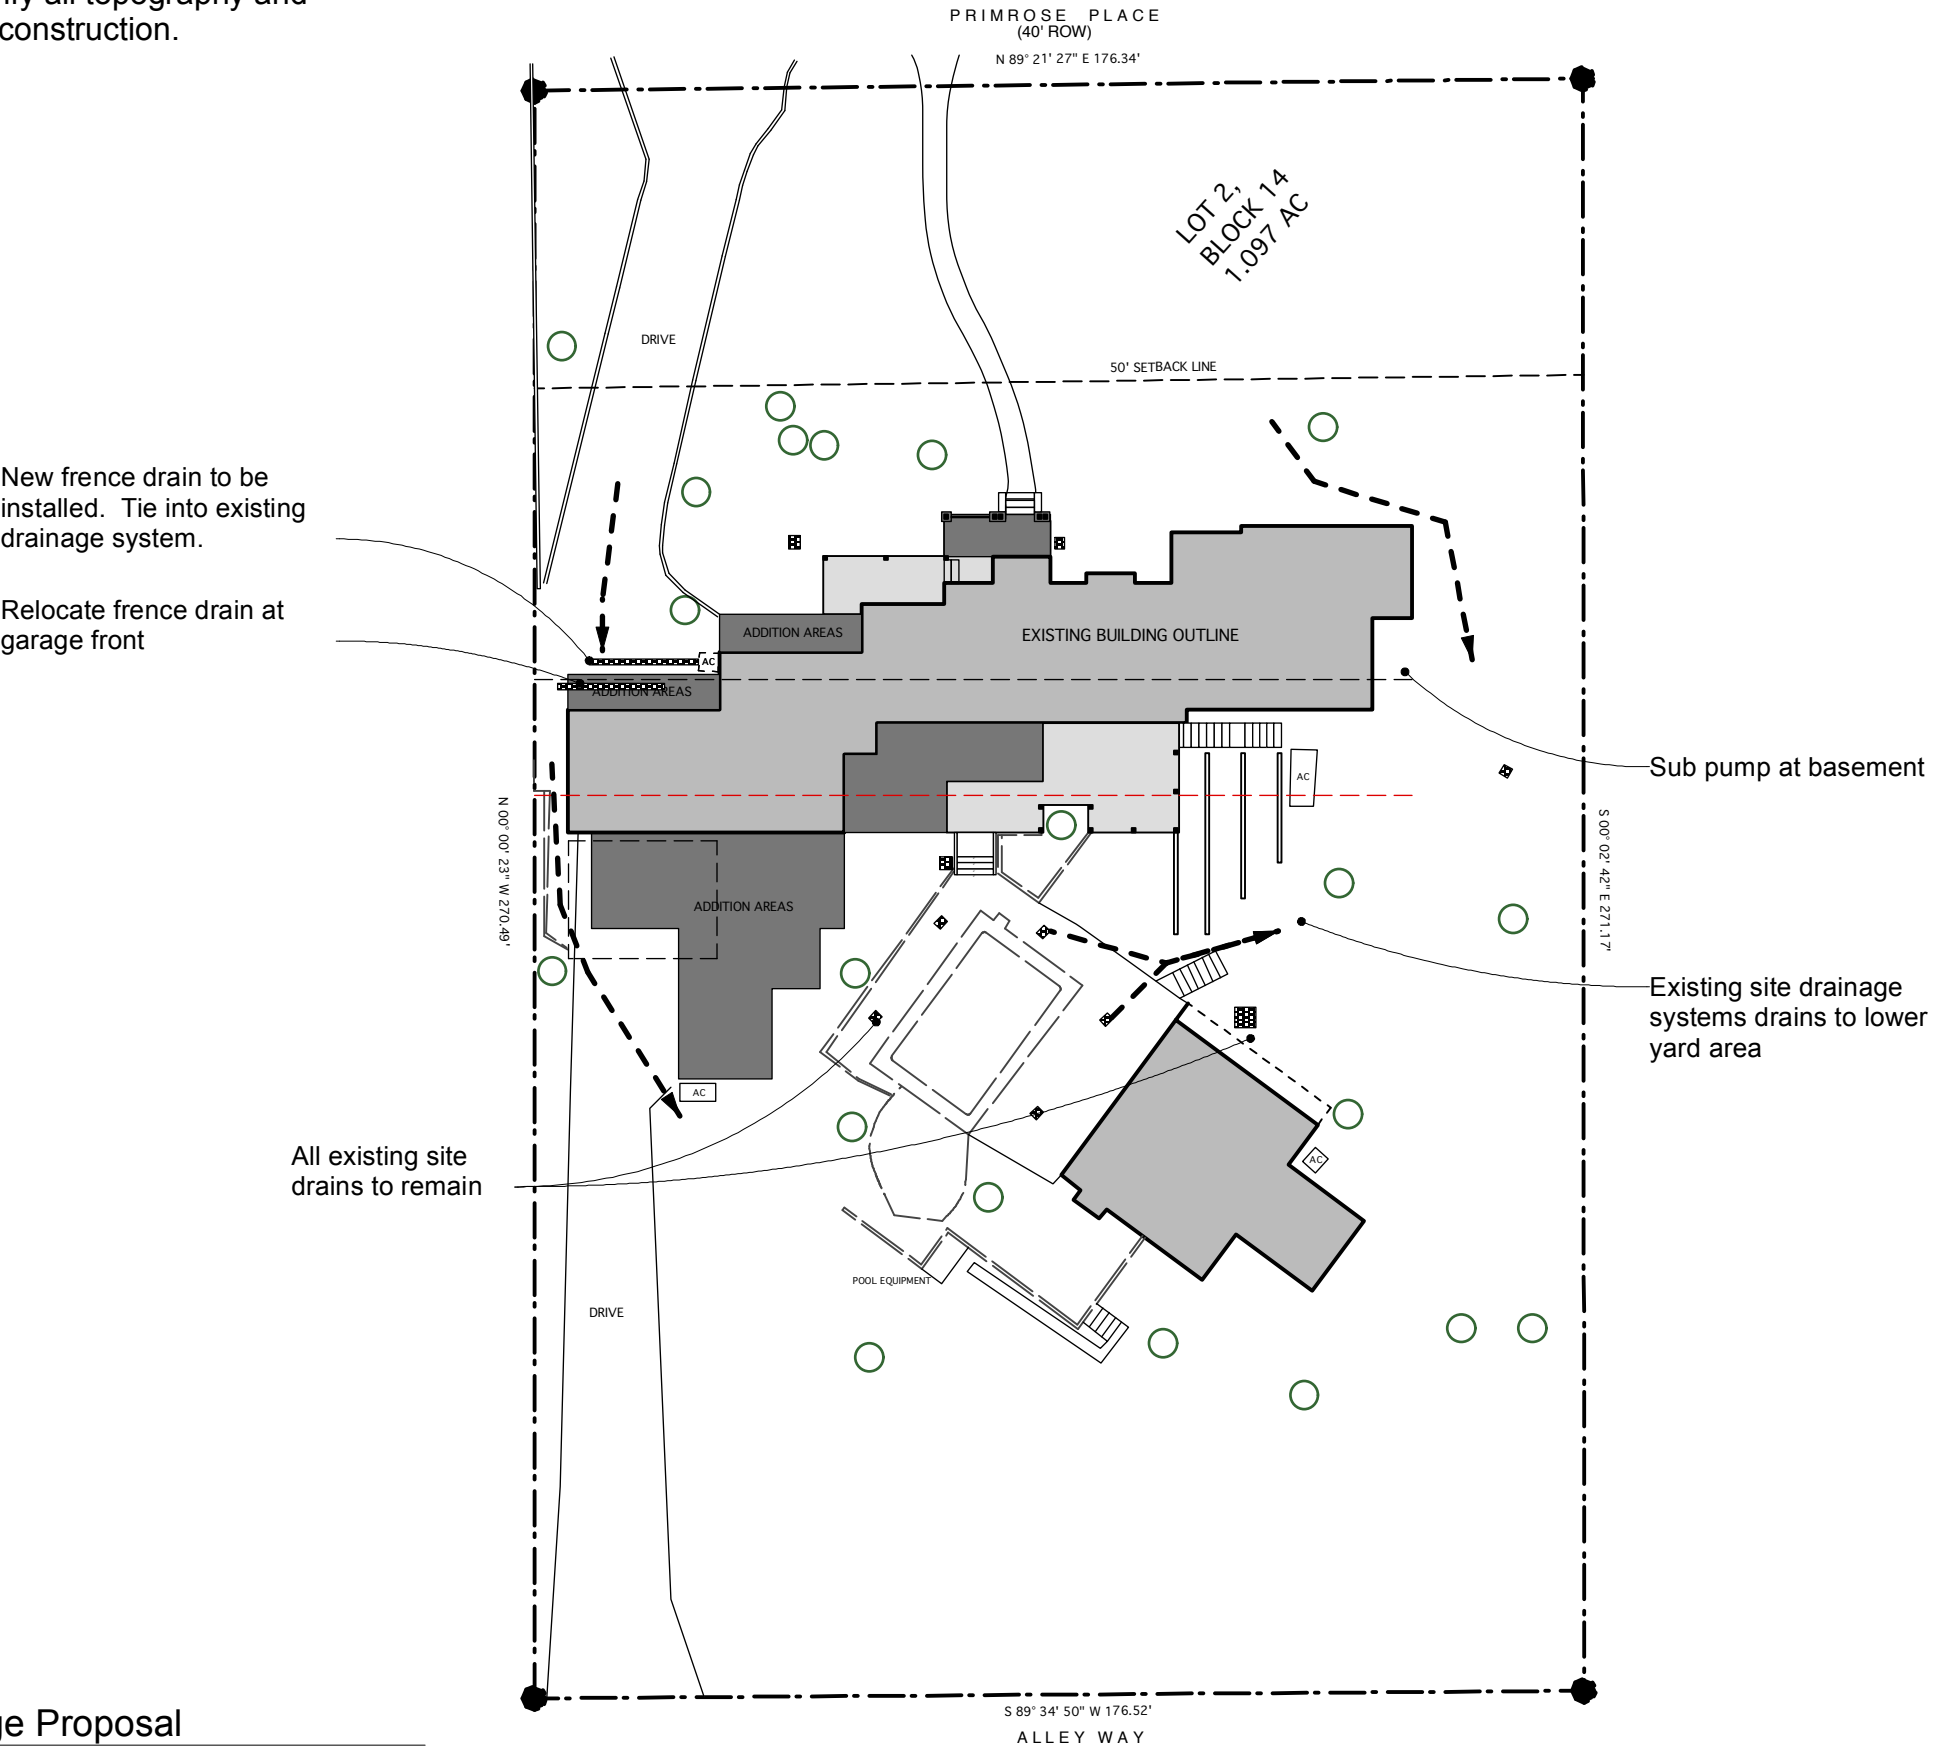 construction.
PRIMROSE PLACE
(40' ROW)
N 89° 21' 27" E 176.34'
LOT 2,
BLOCK 14
1.097 AC
DRIVE
50' SETBACK LINE
New frence drain to be
installed. Tie into existing
drainage system.
Relocate frence drain at
garage front
ADDITION AREAS
EXISTING BUILDING OUTLINE
AC
ADDITION AREAS
Sub pump at basement
AC
N 00° 00' 23" W 270.49'
S 00° 02' 42" E 271.17'
ADDITION AREAS
Existing site drainage
systems drains to lower
yard area
AC
All existing site
drains to remain
AC
POOL EQUIPMENT
DRIVE
Proposal
S 89° 34' 50" W 176.52'
ALLEY WAY